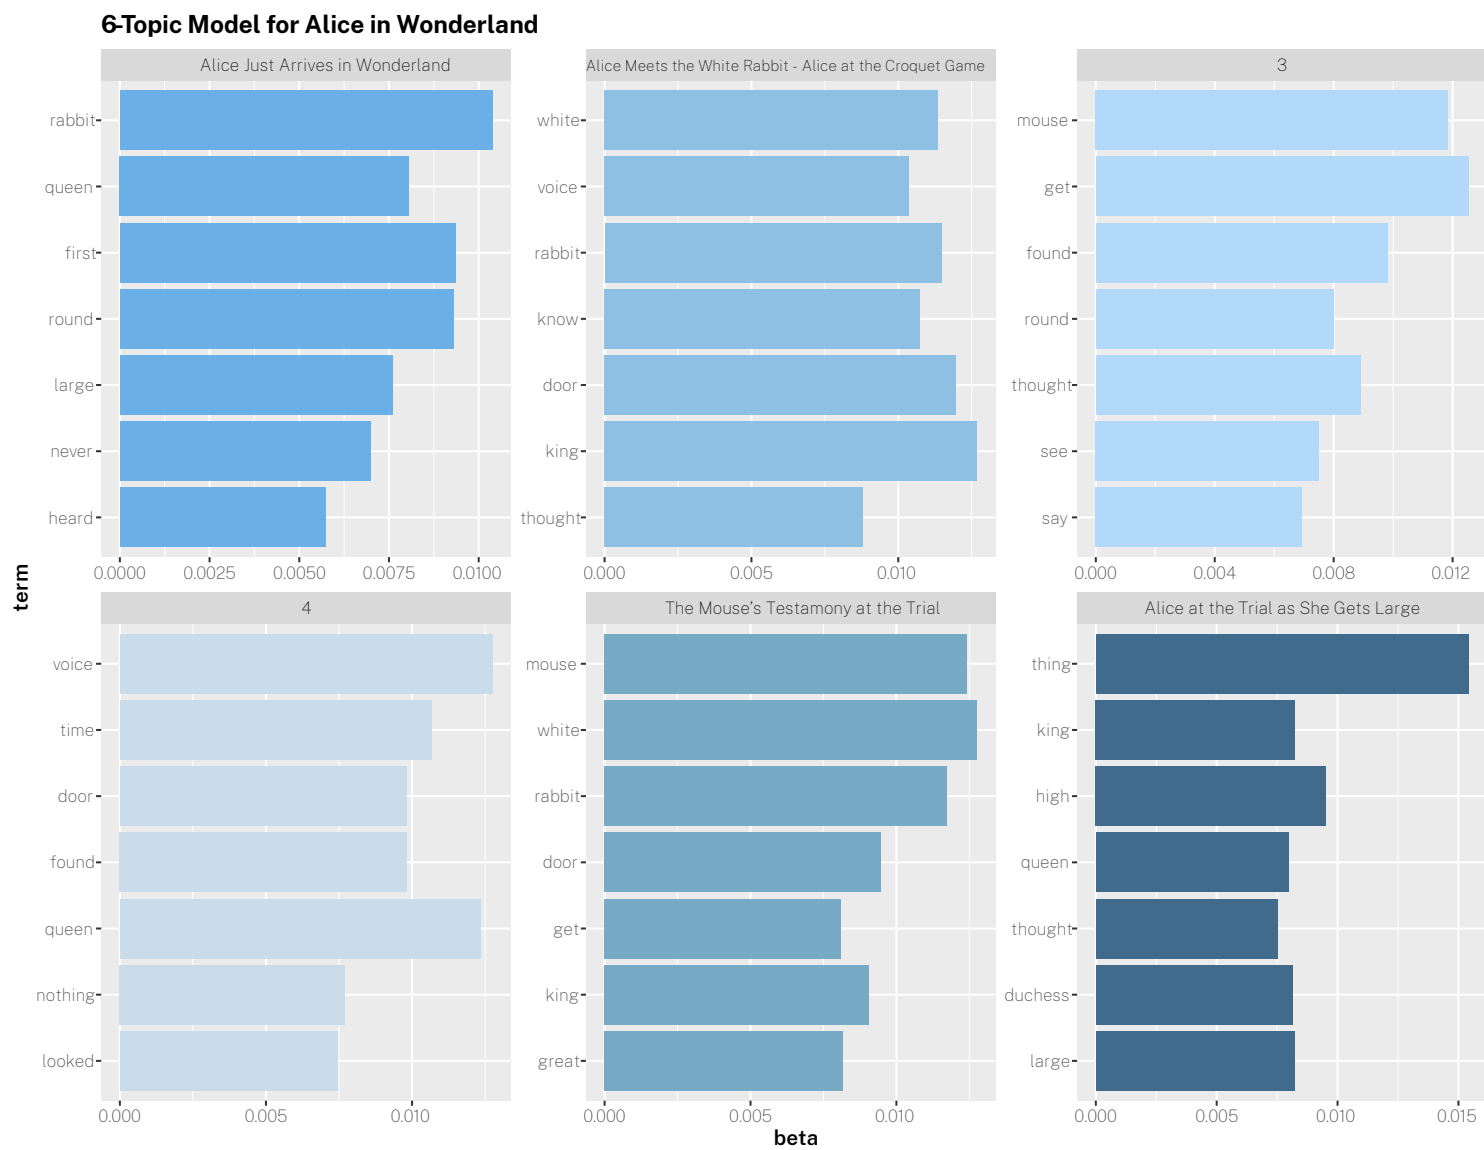 6-Topic Model for Alice in Wonderland
Alice Just Arrives in Wonderland
rabbit
queen
first
round
large
never
heard
0.0000 0.0025 0.0050 0.0075 0.0100
Alice Meets the White Rabbit - Alice at the Croquet Game
white
voice
rabbit
know
door
king
thought
0.000 0.005 0.010
3
mouse
get
found
round
thought
see
say
0.000 0.004 0.008 0.012
4
voice
time
door
found
queen
nothing
looked
0.000 0.005 0.010
The Mouse's Testamony at the Trial
mouse
white
rabbit
door
get
king
great
0.000 0.005 0.010
Alice at the Trial as She Gets Large
thing
king
high
queen
thought
duchess
large
0.000 0.005 0.010 0.015
term
beta